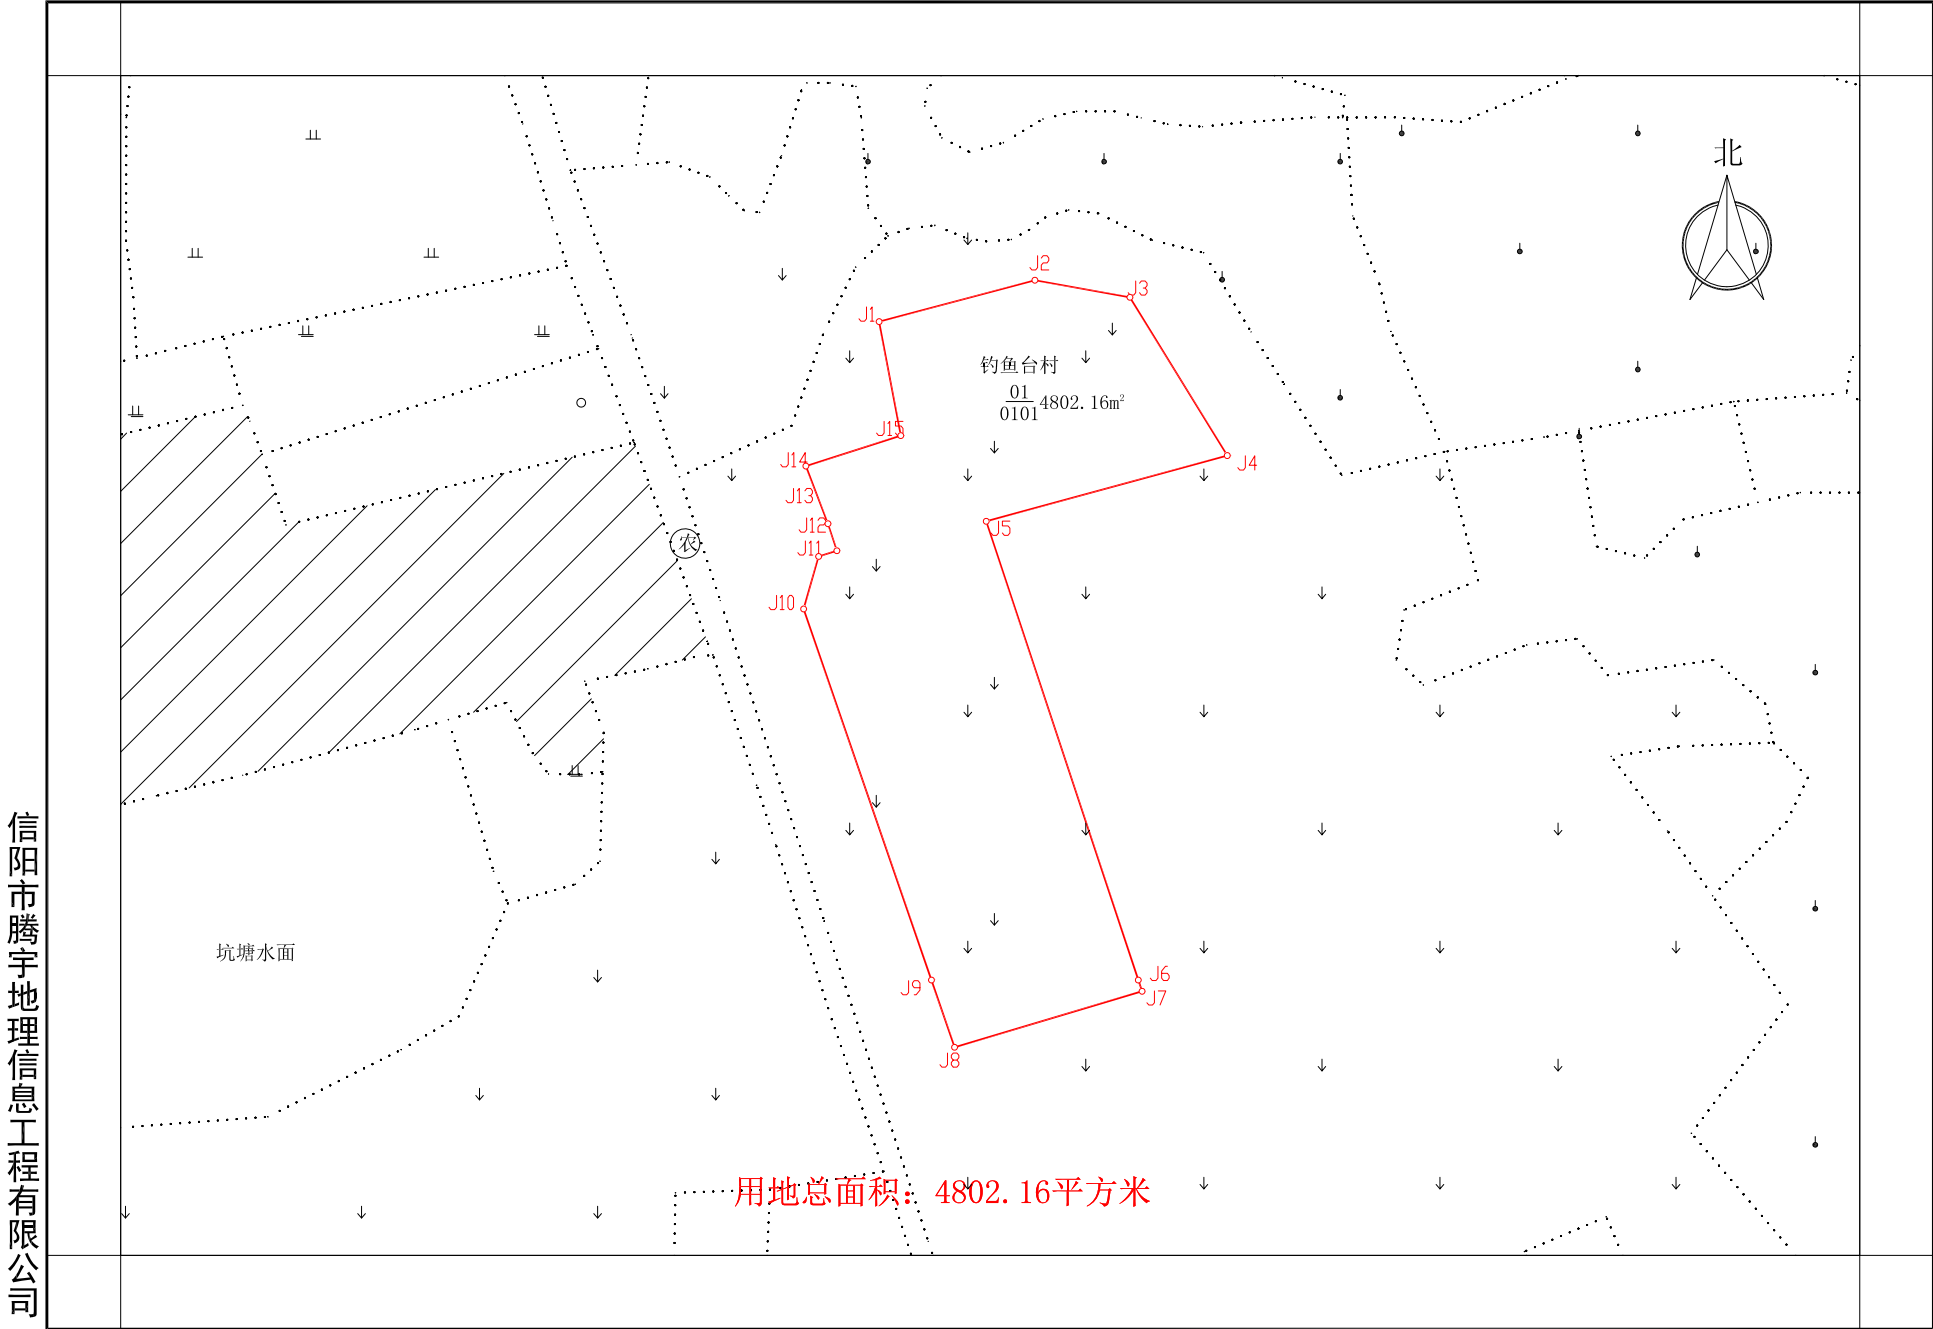 北
J2
J3
J1
钓鱼台村
01
0101
4802.16m²
J15
J14
J4
J13
J12
J5
农
J11
J10
坑塘水面
J6
J9
J7
J8
用地总面积：4802.16平方米
信阳市腾宇地理信息工程有限公司